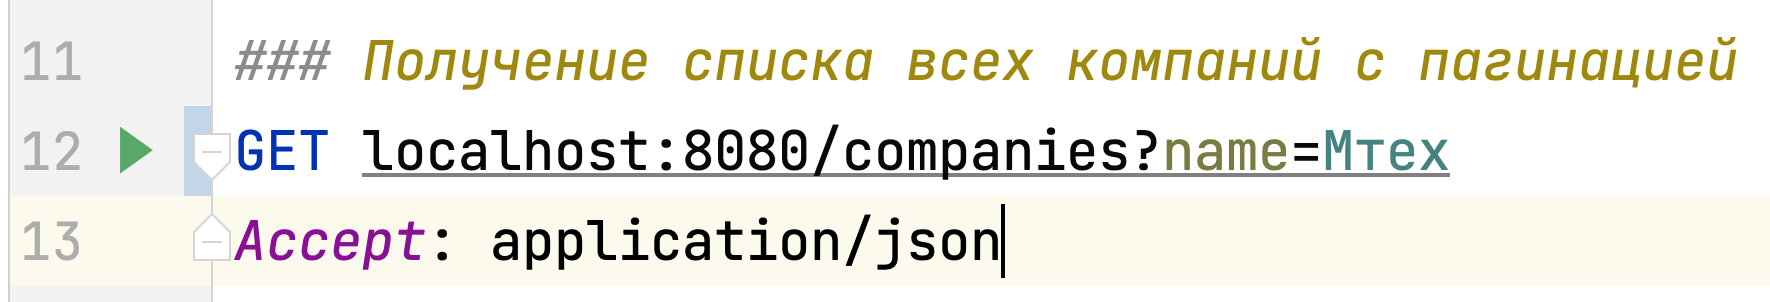 11 ### Получение списка всех компаний с пагинацией
12 GET localhost:8080/companies?name=Мтех
13 Accept: application/json